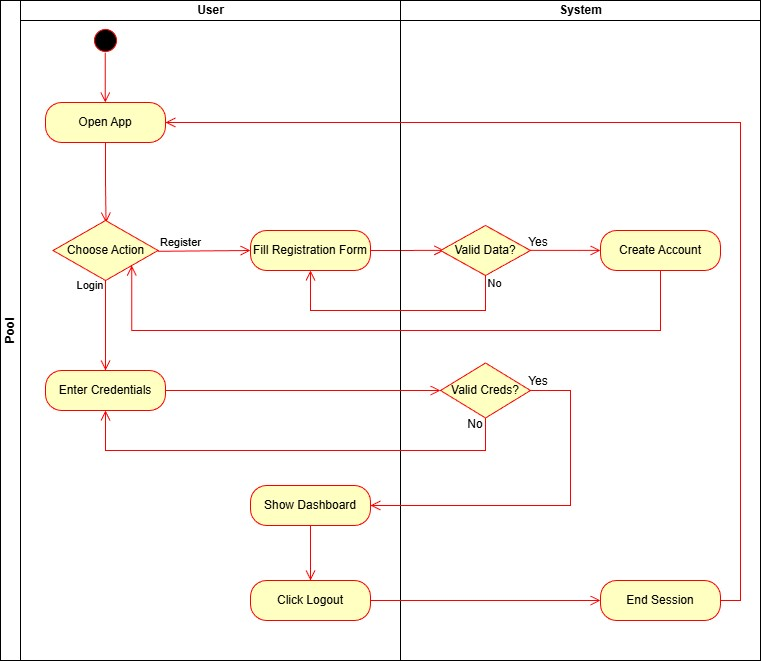 User
System
Pool
Open App
Choose Action
Register
Fill Registration Form
Valid Data?
Yes
Create Account
No
Login
Enter Credentials
Valid Creds?
Yes
No
Show Dashboard
Click Logout
End Session